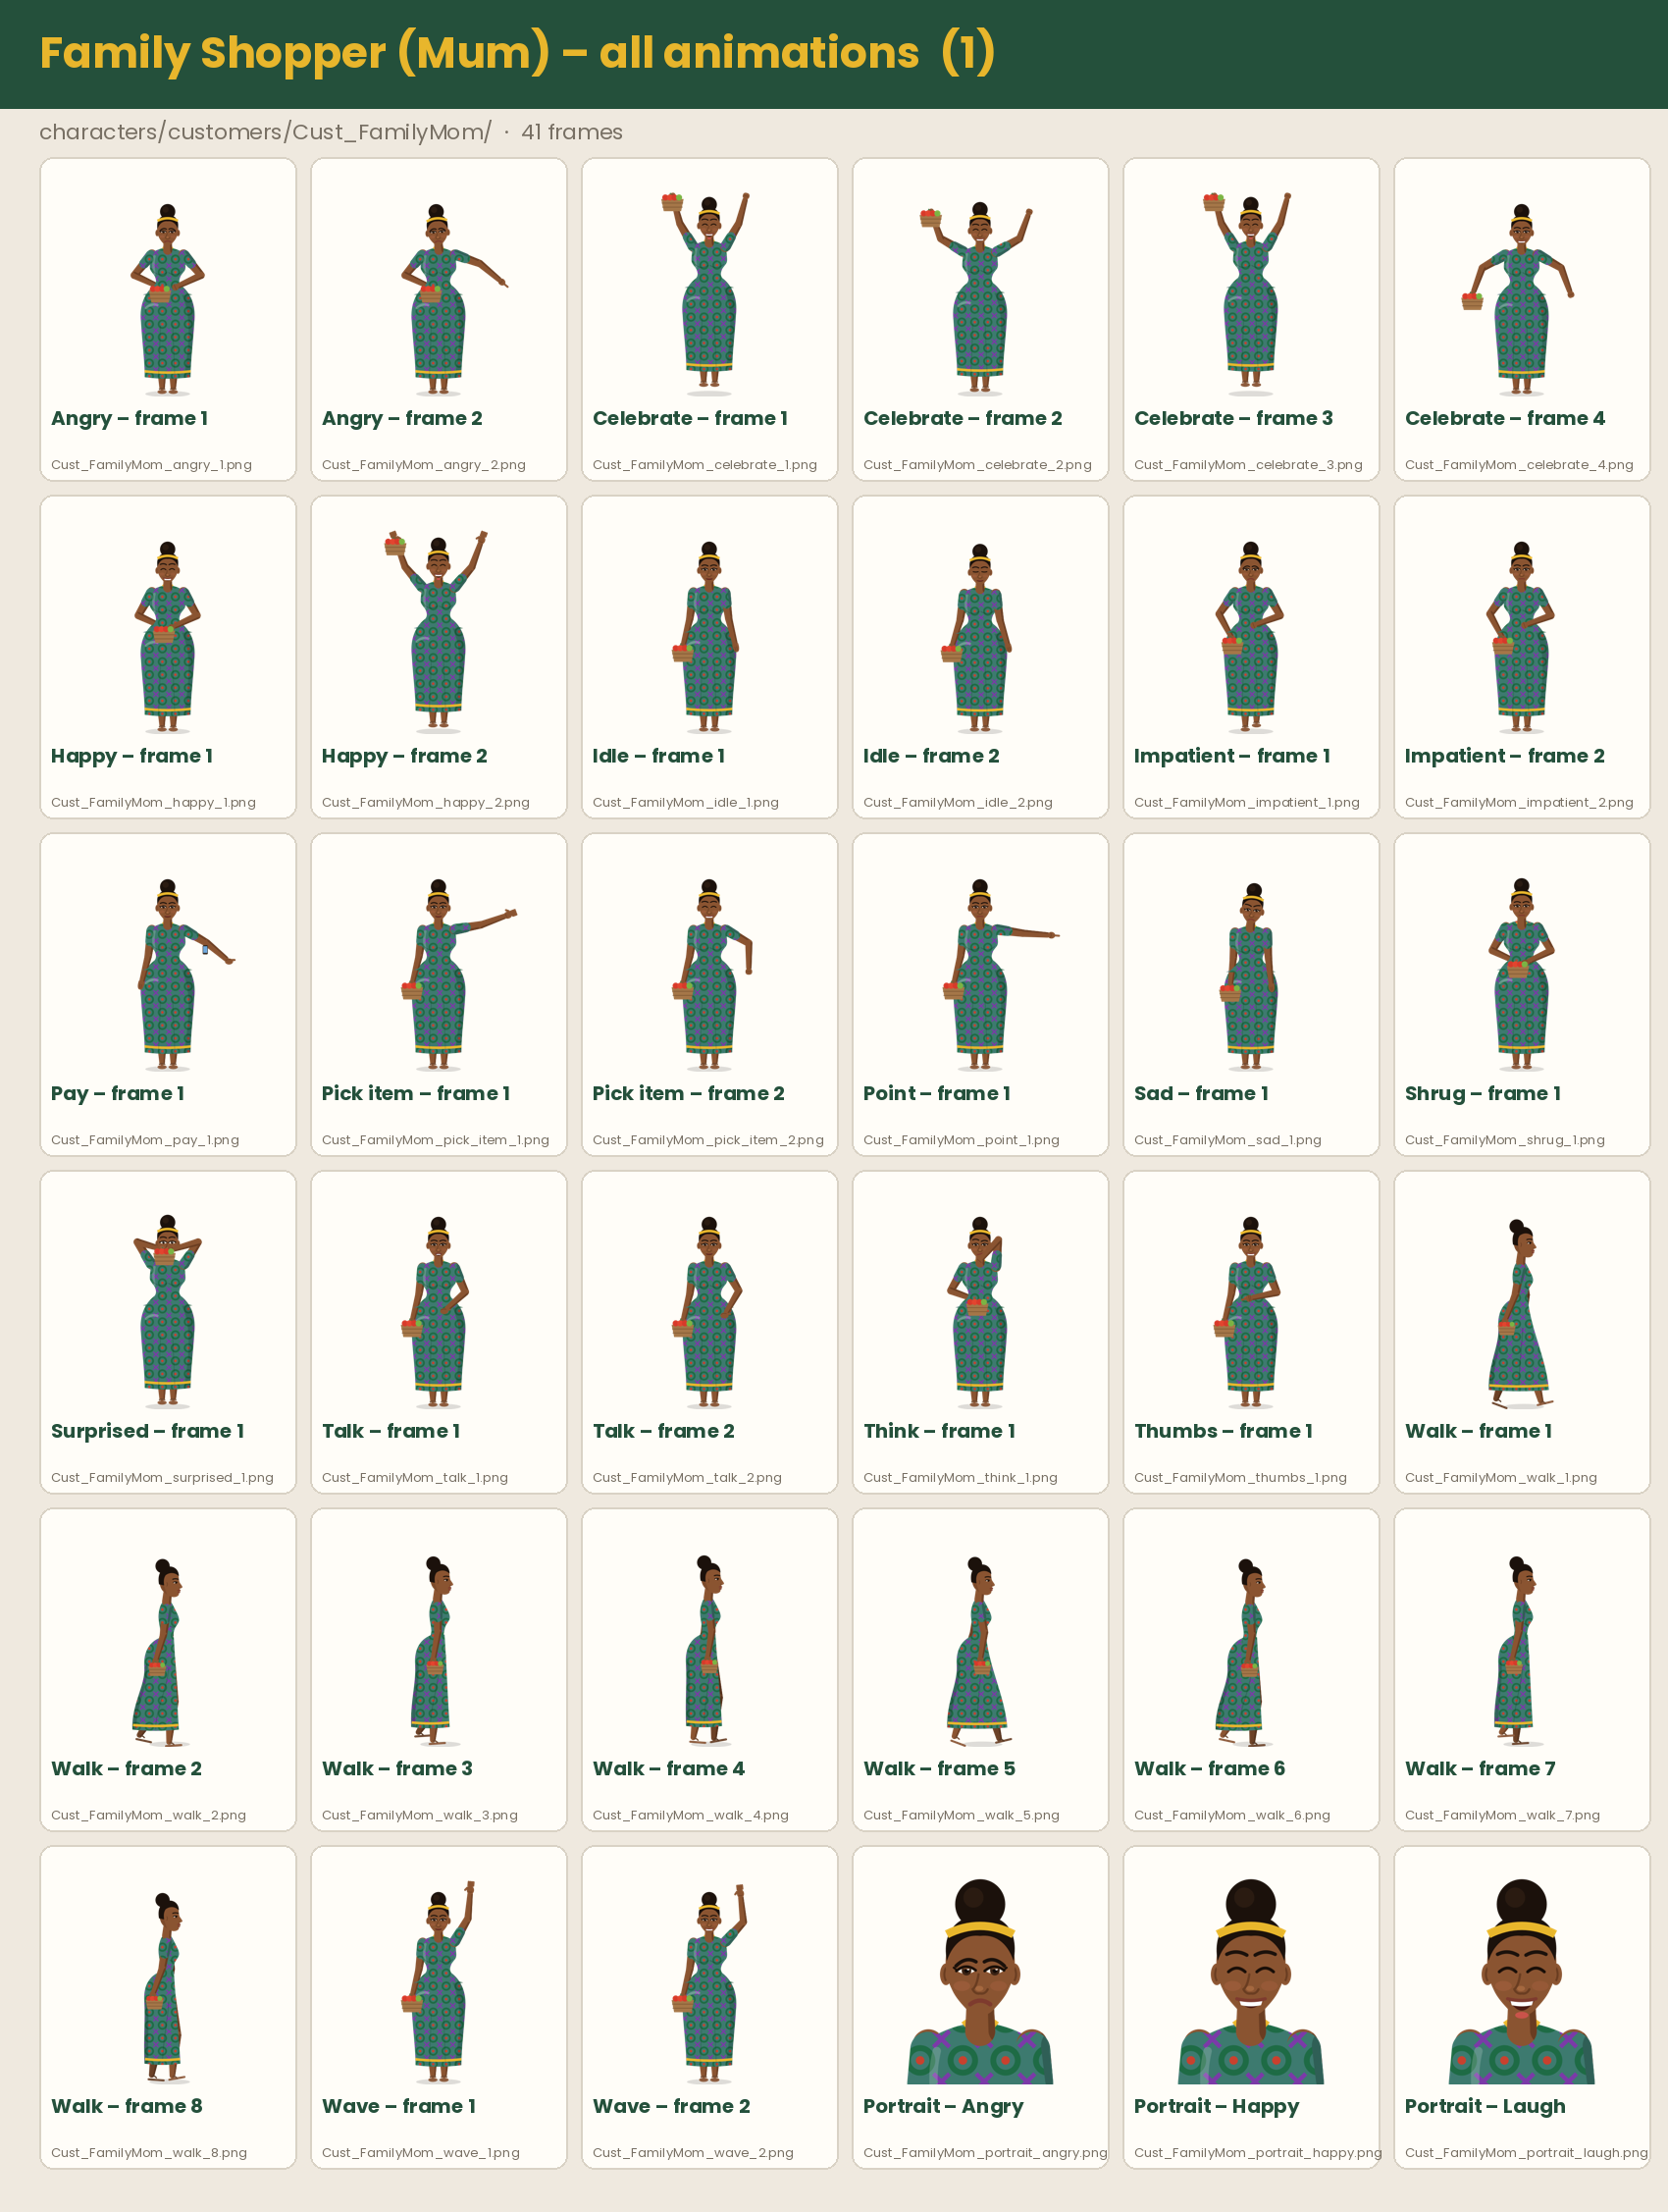 Family Shopper (Mum) – all animations (1)
characters/customers/Cust_FamilyMom/ · 41 frames
Angry – frame 1
Cust_FamilyMom_angry_1.png
Angry – frame 2
Cust_FamilyMom_angry_2.png
Celebrate – frame 1
Cust_FamilyMom_celebrate_1.png
Celebrate – frame 2
Cust_FamilyMom_celebrate_2.png
Celebrate – frame 3
Cust_FamilyMom_celebrate_3.png
Celebrate – frame 4
Cust_FamilyMom_celebrate_4.png
Happy – frame 1
Cust_FamilyMom_happy_1.png
Happy – frame 2
Cust_FamilyMom_happy_2.png
Idle – frame 1
Cust_FamilyMom_idle_1.png
Idle – frame 2
Cust_FamilyMom_idle_2.png
Impatient – frame 1
Cust_FamilyMom_impatient_1.png
Impatient – frame 2
Cust_FamilyMom_impatient_2.png
Pay – frame 1
Cust_FamilyMom_pay_1.png
Pick item – frame 1
Cust_FamilyMom_pick_item_1.png
Pick item – frame 2
Cust_FamilyMom_pick_item_2.png
Point – frame 1
Cust_FamilyMom_point_1.png
Sad – frame 1
Cust_FamilyMom_sad_1.png
Shrug – frame 1
Cust_FamilyMom_shrug_1.png
Surprised – frame 1
Cust_FamilyMom_surprised_1.png
Talk – frame 1
Cust_FamilyMom_talk_1.png
Talk – frame 2
Cust_FamilyMom_talk_2.png
Think – frame 1
Cust_FamilyMom_think_1.png
Thumbs – frame 1
Cust_FamilyMom_thumbs_1.png
Walk – frame 1
Cust_FamilyMom_walk_1.png
Walk – frame 2
Cust_FamilyMom_walk_2.png
Walk – frame 3
Cust_FamilyMom_walk_3.png
Walk – frame 4
Cust_FamilyMom_walk_4.png
Walk – frame 5
Cust_FamilyMom_walk_5.png
Walk – frame 6
Cust_FamilyMom_walk_6.png
Walk – frame 7
Cust_FamilyMom_walk_7.png
Walk – frame 8
Cust_FamilyMom_walk_8.png
Wave – frame 1
Cust_FamilyMom_wave_1.png
Wave – frame 2
Cust_FamilyMom_wave_2.png
Portrait – Angry
Cust_FamilyMom_portrait_angry.png
Portrait – Happy
Cust_FamilyMom_portrait_happy.png
Portrait – Laugh
Cust_FamilyMom_portrait_laugh.png